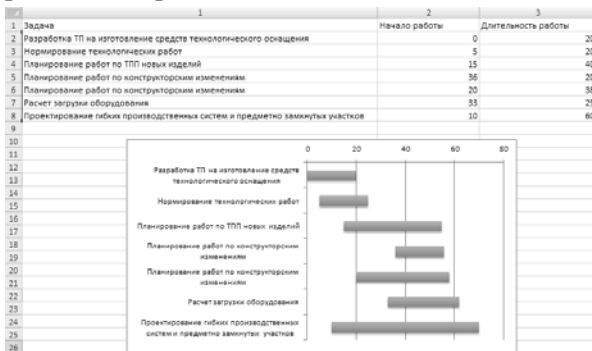 1 2 3
1 Задача Начало работы Длительность работы
2 Разработка ТП на изготовление средств технологического оснащения 0 20
3 Нормирование технологических работ 5 20
4 Планирование работ по ТПП новых изделий 15 40
5 Планирование работ по конструкторским изменениям 36 20
6 Планирование работ по конструкторским изменениям 20 38
7 Расчет загрузки оборудования 33 29
8 Проектирование гибких производственных систем и предметно замкнутых участков 10 60
9
10
11
12
13
14
15
16
17
18
19
20
21
22
23
24
25
26
0 20 40 60 80
Разработка ТП на изготовление средств
технологического оснащения
Нормирование технологических работ
Планирование работ по ТПП новых изделий
Планирование работ по конструкторским
изменениям
Планирование работ по конструкторским
изменениям
Расчет загрузки оборудования
Проектирование гибких производственных
систем и предметно замкнутых участков